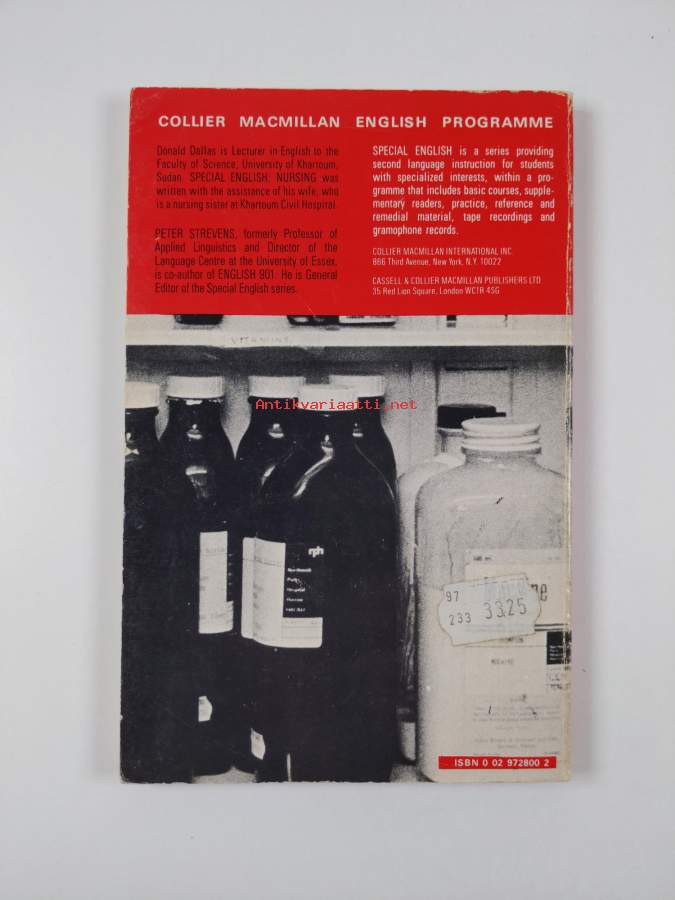 COLLIER MACMILLAN ENGLISH PROGRAMME
Donald Dallas is Lecturer in English to the
Faculty of Science, University of Khartoum,
Sudan. SPECIAL ENGLISH: NURSING was
written with the assistance of his wife, who
is a nursing sister at Khartoum Civil Hospital.
PETER STREVENS, formerly Professor of
Applied Linguistics and Director of the
Language Centre at the University of Essex,
is co-author of ENGLISH 901. He is General
Editor of the Special English series.
SPECIAL ENGLISH is a series providing
second language instruction for students
with specialized interests, within a pro-
gramme that includes basic courses, supple-
mentary readers, practice, reference and
remedial material, tape recordings and
gramophone records.
COLLIER MACMILLAN INTERNATIONAL INC.
866 Third Avenue, New York, N.Y. 10022
CASSELL & COLLIER MACMILLAN PUBLISHERS LTD
35 Red Lion Square, London WC1R 4SG
VITAMINS
Antikvariaatti.net
nph
Northwick
Park
Hospital
Harrow
97
233 3325
ISBN 0 02 972800 2